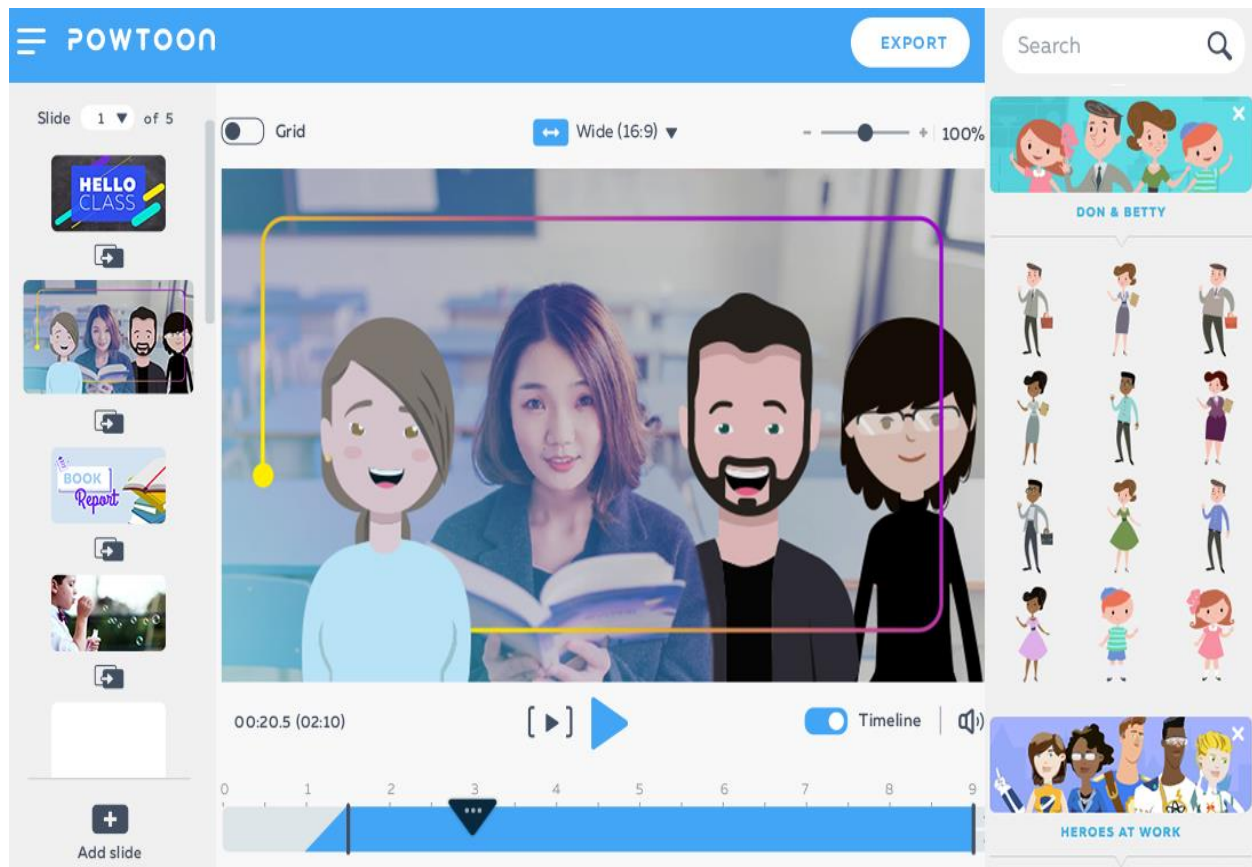 POWTOON
EXPORT
Search
Slide 1 of 5
Grid
Wide (16:9)
- + 100%
HELLO
CLASS
BOOK
Report
DON & BETTY
00:20.5 (02:10)
Timeline
0 1 2 3 4 5 6 7 8 9
Add slide
HEROES AT WORK